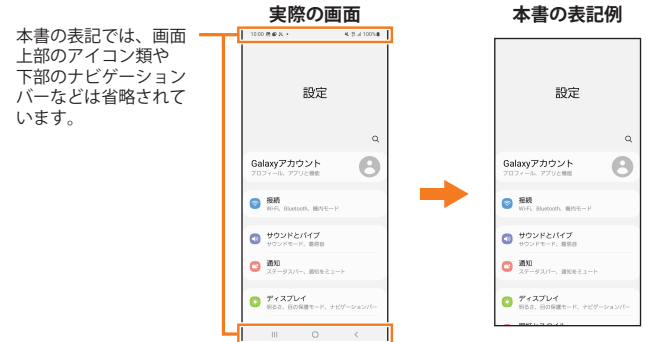 実際の画面
本書の表記例
本書の表記では、画面
上部のアイコン類や
下部のナビゲーション
バーなどは省略されて
います。
10:00
100%
設定
Galaxyアカウント
プロフィール、アプリと機能
接続
Wi-Fi、Bluetooth、機内モード
サウンドとバイブ
サウンドモード、着信音
通知
ステータスバー、通知をミュート
ディスプレイ
明るさ、目の保護モード、ナビゲーションバー
設定
Galaxyアカウント
プロフィール、アプリと機能
接続
Wi-Fi、Bluetooth、機内モード
サウンドとバイブ
サウンドモード、着信音
通知
ステータスバー、通知をミュート
ディスプレイ
明るさ、目の保護モード、ナビゲーションバー